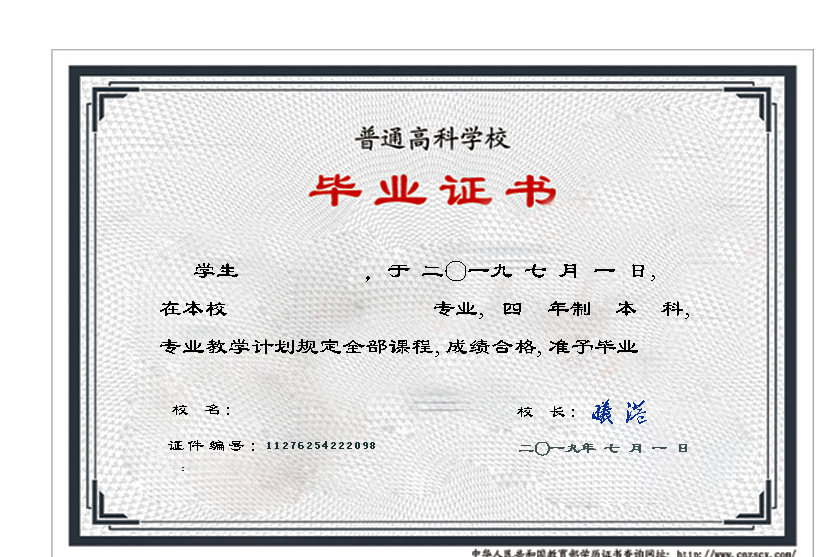 普通高科学校
毕业证书
学生 ，于 二〇一九 七 月 一 日,
在本校 专业, 四 年制 本 科,
专业教学计划规定全部课程, 成绩合格, 准予毕业
校 名:
校 长:
证件编号: 11276254222098
二〇一九年 七 月 一 日
:
中华人民共和国教育部学历证书查询网址: http://www.cnzscx.com/